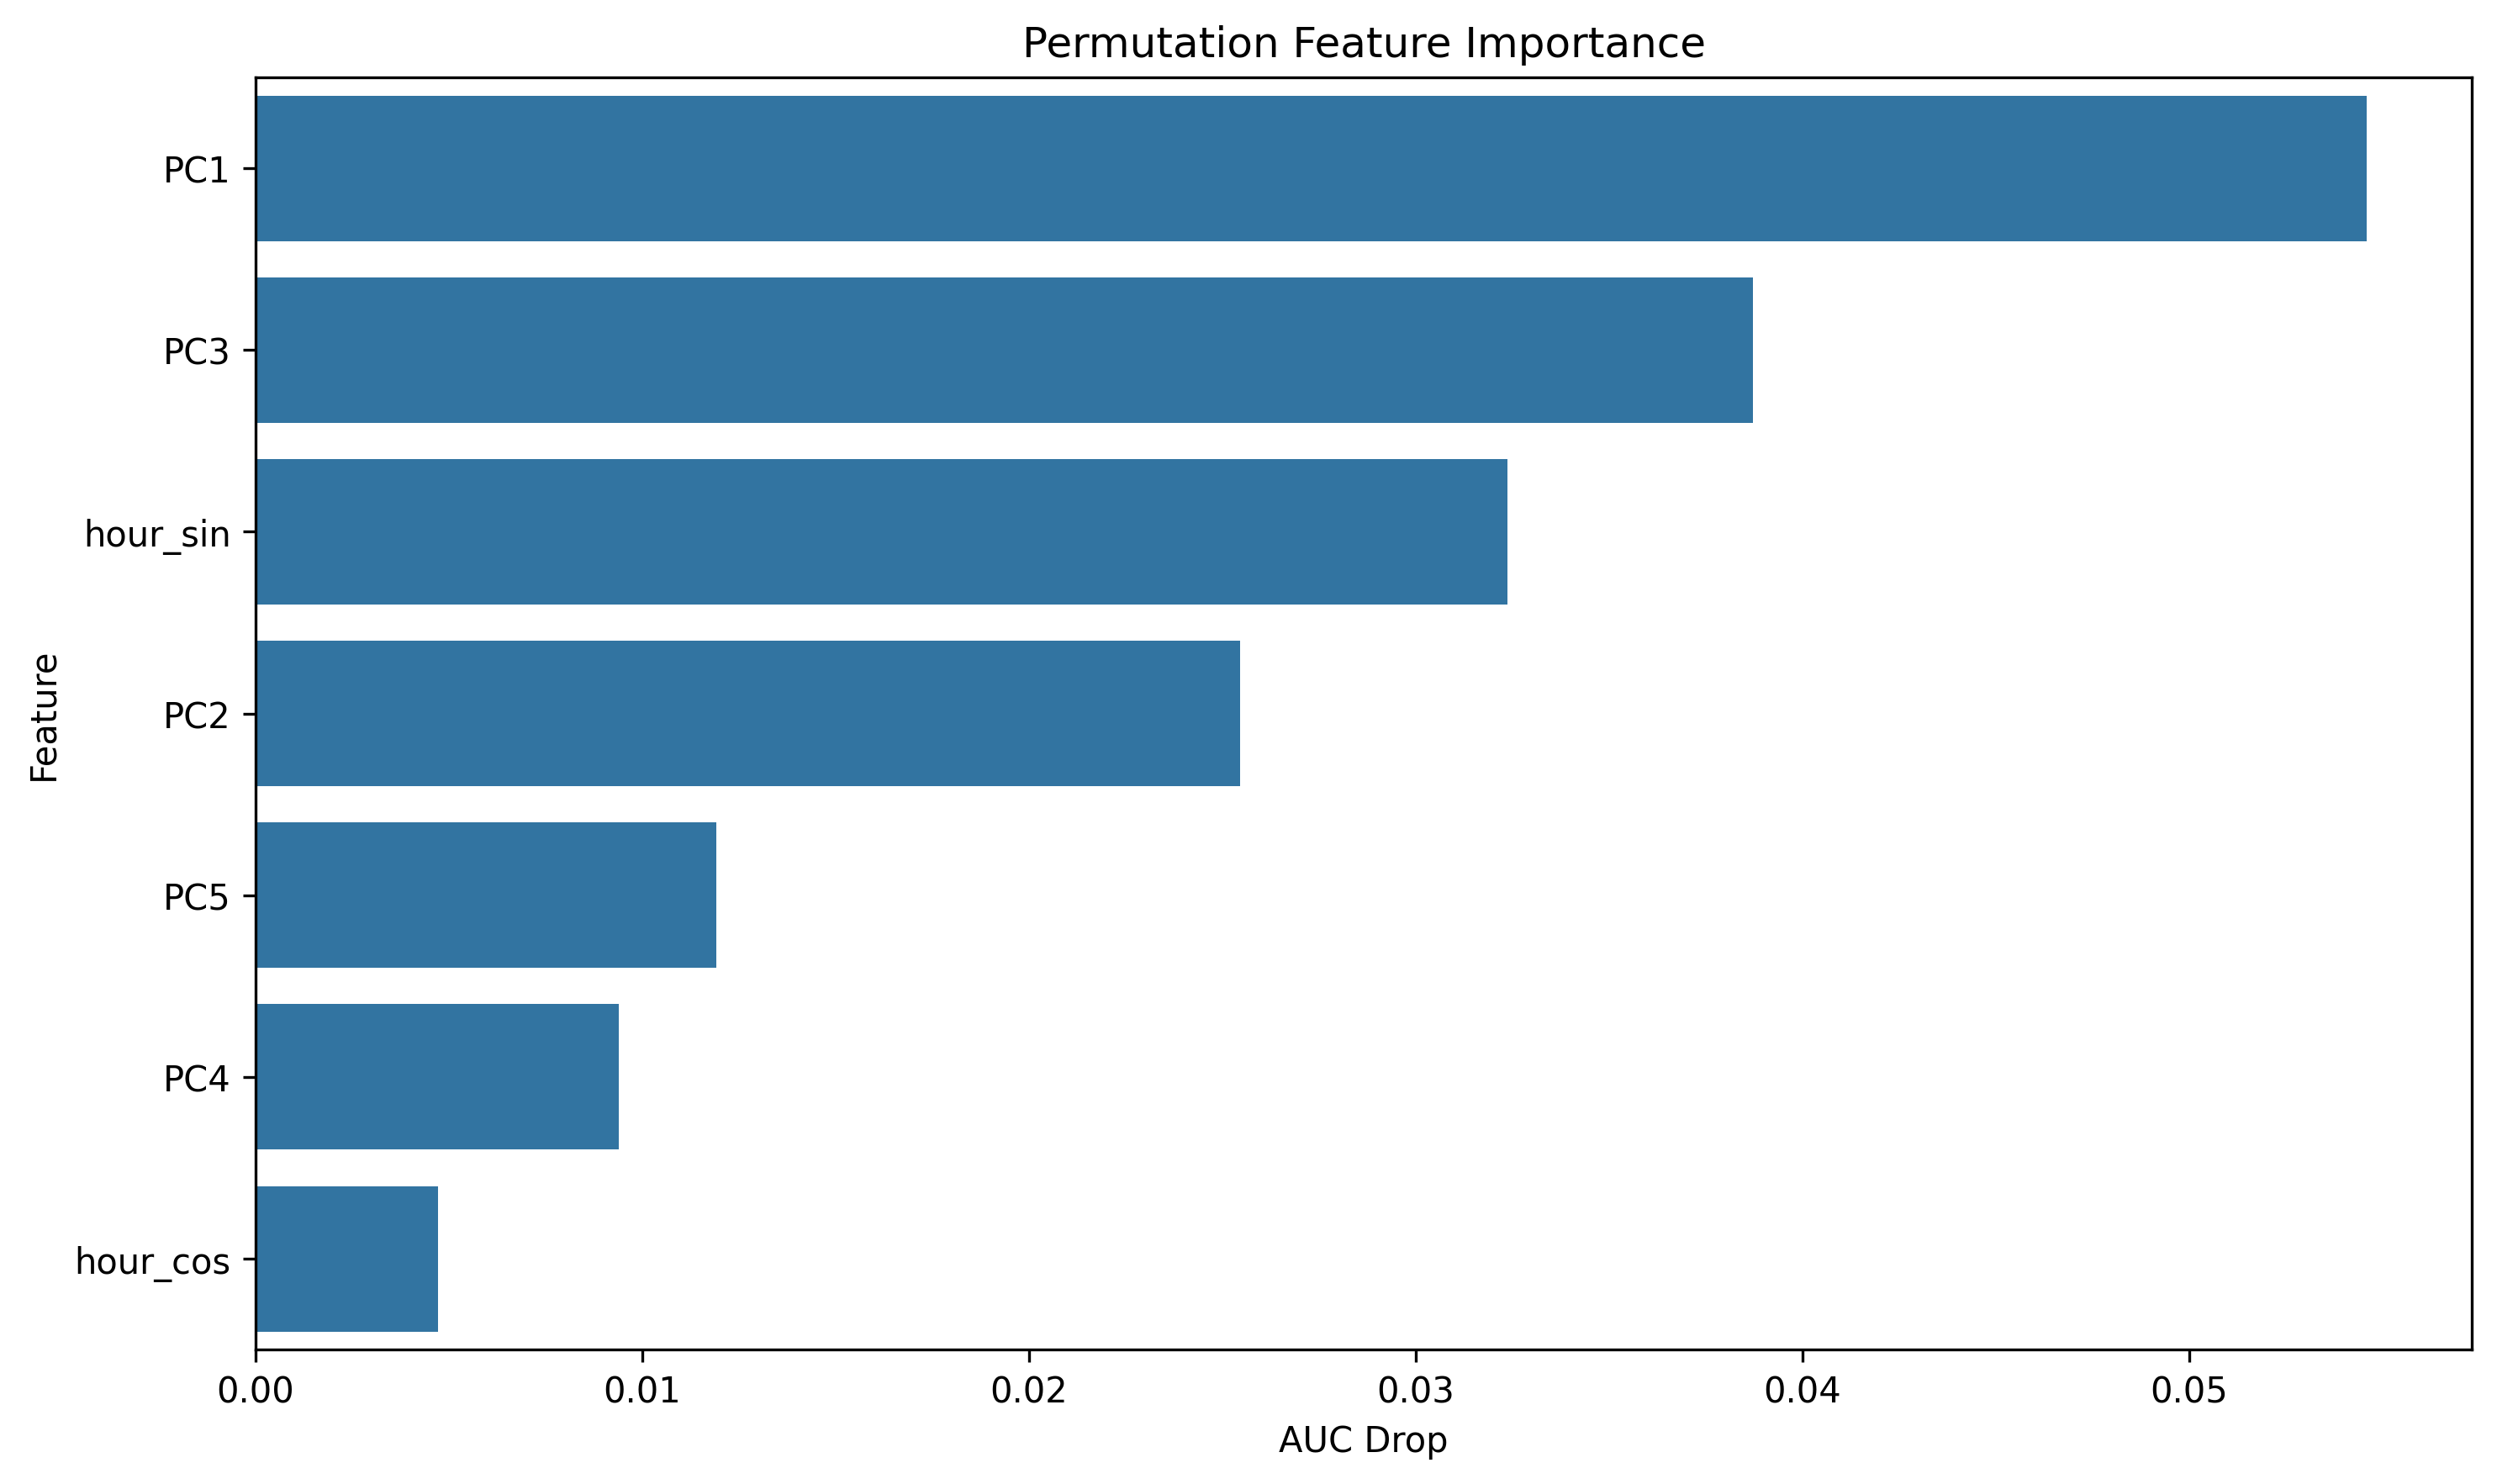 Permutation Feature Importance
Feature
PC1
PC3
hour_sin
PC2
PC5
PC4
hour_cos
0.00 0.01 0.02 0.03 0.04 0.05
AUC Drop